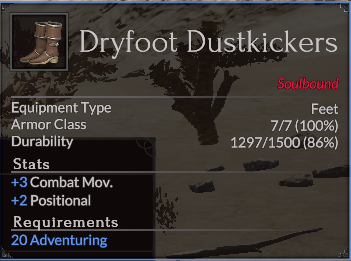 Dryfoot Dustkickers
Soulbound
Equipment Type Feet
Armor Class 7/7 (100%)
Durability 1297/1500 (86%)
Stats
+3 Combat Mov.
+2 Positional
Requirements
20 Adventuring